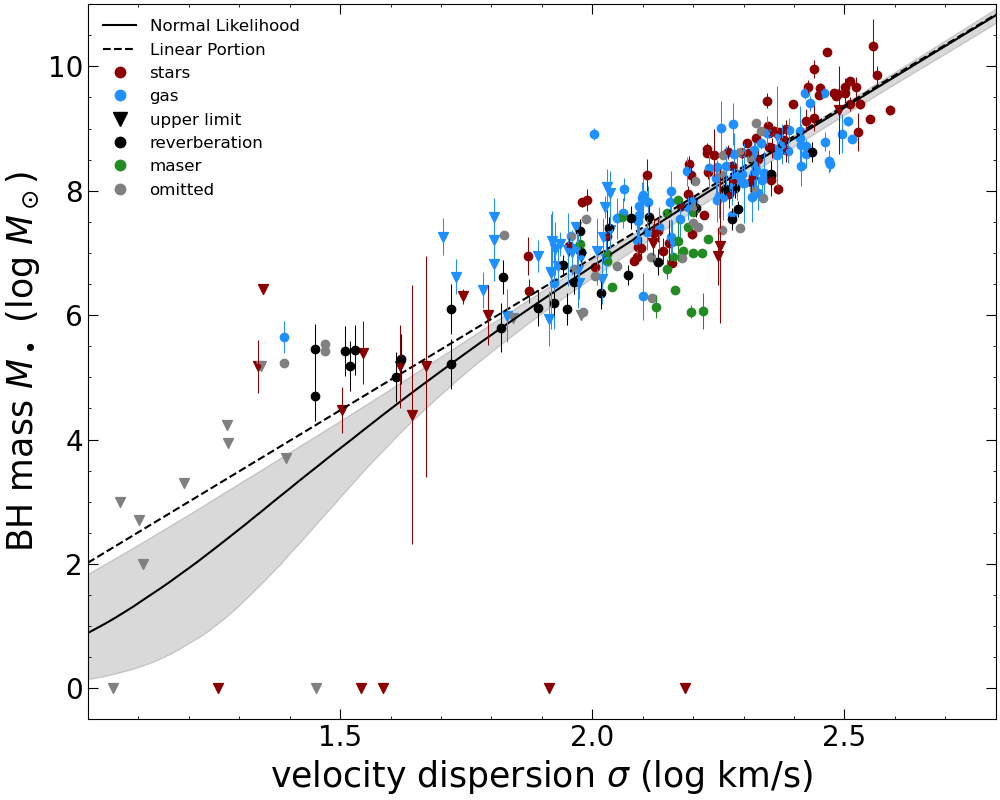 Normal Likelihood
Linear Portion
stars
gas
upper limit
reverberation
maser
omitted
BH mass M• (log M⊙)
10
8
6
4
2
0
1.5 2.0 2.5
velocity dispersion σ (log km/s)